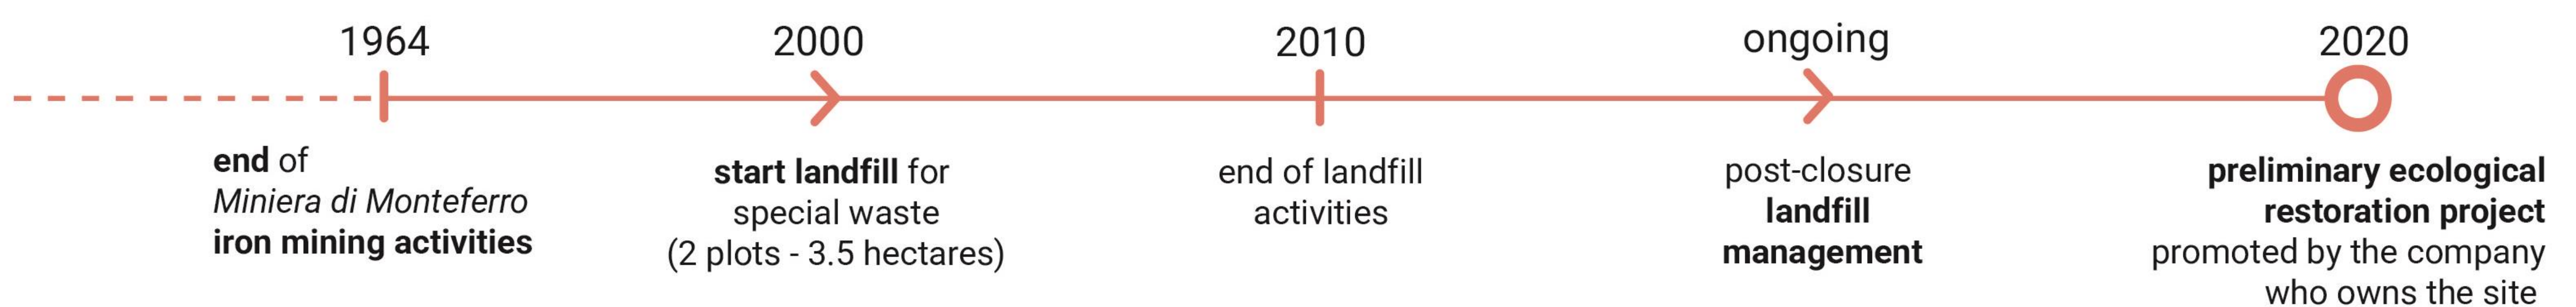 1964
end of
Miniera di Monteferro
iron mining activities
2000
start landfill for
special waste
(2 plots - 3.5 hectares)
2010
end of landfill
activities
ongoing
post-closure
landfill
management
2020
preliminary ecological
restoration project
promoted by the company
who owns the site